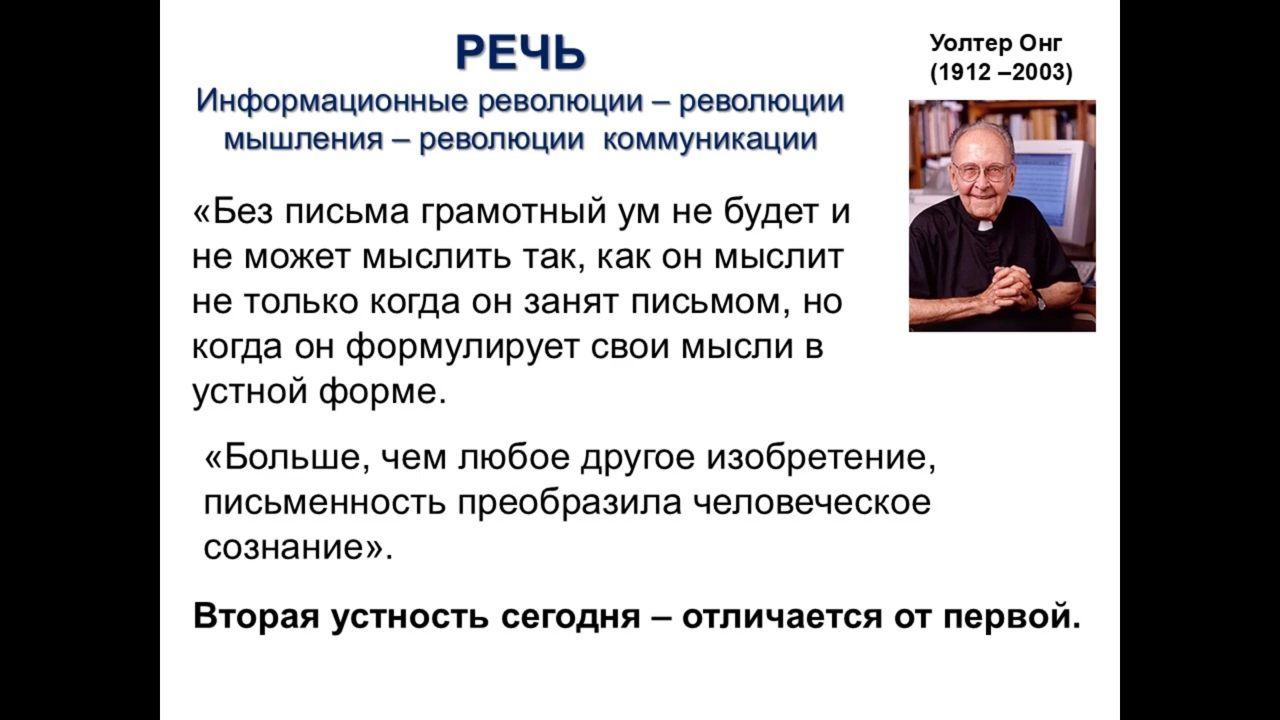 РЕЧЬ
Информационные революции – революции
мышления – революции коммуникации
Уолтер Онг
(1912 –2003)
«Без письма грамотный ум не будет и
не может мыслить так, как он мыслит
не только когда он занят письмом, но
когда он формулирует свои мысли в
устной форме.
«Больше, чем любое другое изобретение,
письменность преобразила человеческое
сознание».
Вторая устность сегодня – отличается от первой.